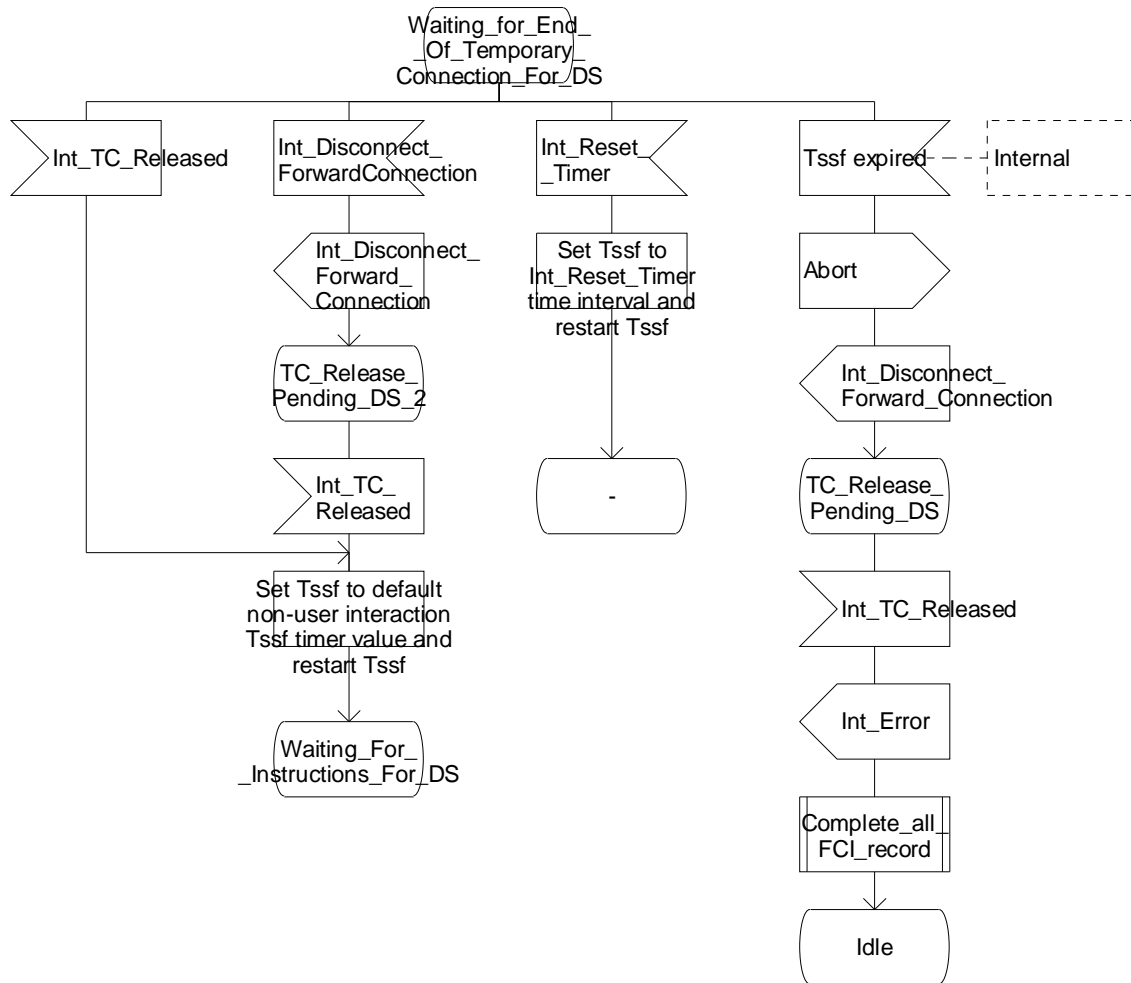 Waiting_for_End_
_Of_Temporary_
Connection_For_DS
Int_TC_Released
Int_Disconnect_
ForwardConnection
Int_Reset_
_Timer
Tssf expired
Internal
Int_Disconnect_
Forward_
Connection
Set Tssf to
Int_Reset_Timer
time interval and
restart Tssf
Abort
TC_Release_
Pending_DS_2
Int_Disconnect_
Forward_Connection
Int_TC_
Released
-
TC_Release_
Pending_DS
Set Tssf to default
non-user interaction
Tssf timer value and
restart Tssf
Int_TC_Released
Waiting_For_
_Instructions_For_DS
Int_Error
Complete_all_
FCI_record
Idle